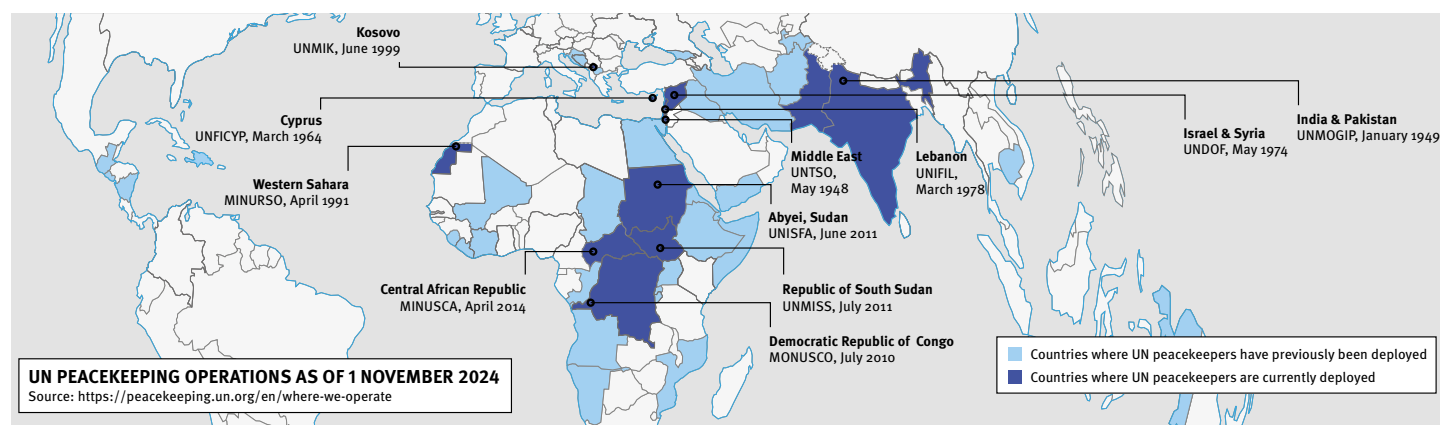 Kosovo
UNMIK, June 1999
Cyprus
UNFICYP, March 1964
Western Sahara
MINURSO, April 1991
Central African Republic
MINUSCA, April 2014
India & Pakistan
UNMOGIP, January 1949
Israel & Syria
UNDOF, May 1974
Middle East
UNTSO,
May 1948
Lebanon
UNIFIL,
March 1978
Abyei, Sudan
UNISFA, June 2011
Republic of South Sudan
UNMISS, July 2011
Democratic Republic of Congo
MONUSCO, July 2010
UN PEACEKEEPING OPERATIONS AS OF 1 NOVEMBER 2024
Source: https://peacekeeping.un.org/en/where-we-operate
Countries where UN peacekeepers have previously been deployed
Countries where UN peacekeepers are currently deployed